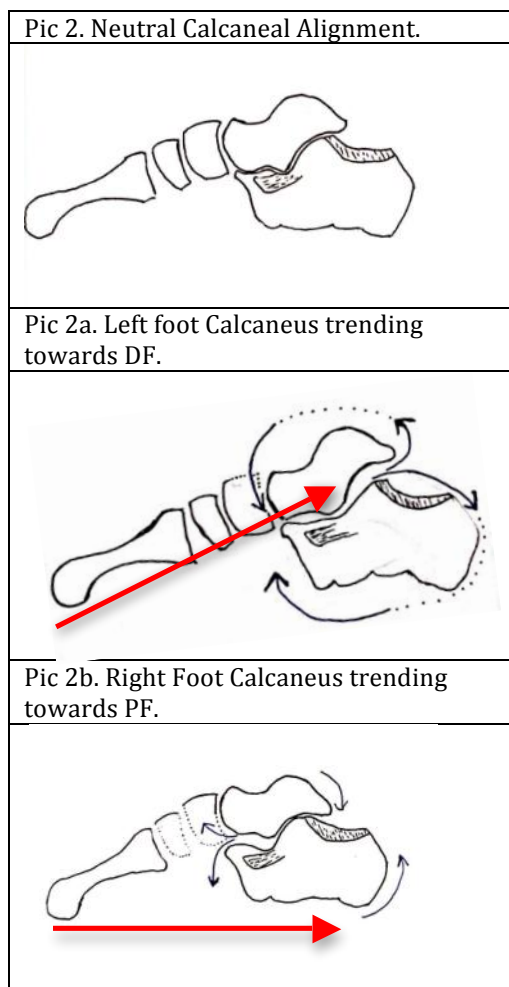 Pic 2. Neutral Calcaneal Alignment.
Pic 2a. Left foot Calcaneus trending
towards DF.
Pic 2b. Right Foot Calcaneus trending
towards PF.